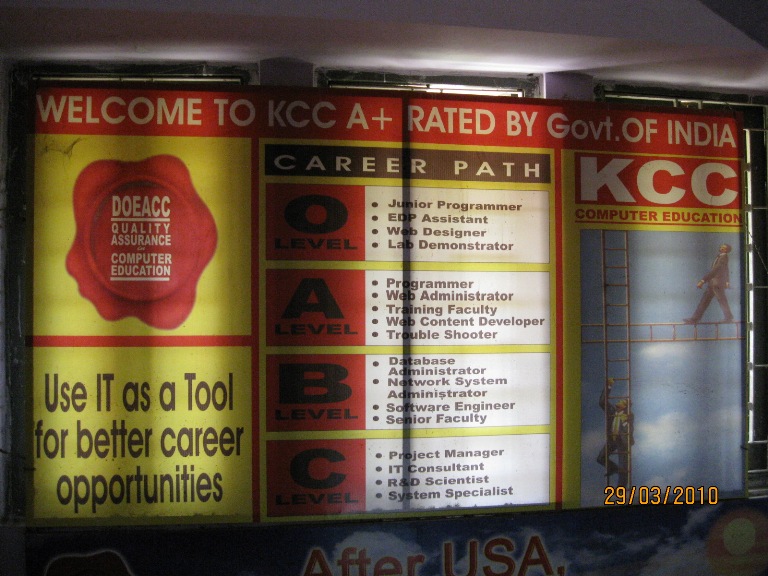 WELCOME TO KCC A+ RATED BY Govt.OF INDIA
DOEACC
QUALITY
ASSURANCE
in
COMPUTER
EDUCATION
Use IT as a Tool
for better career
opportunities
CAREER PATH
O
LEVEL
• Junior Programmer
• EDP Assistant
• Web Designer
• Lab Demonstrator
A
LEVEL
• Programmer
• Web Administrator
• Training Faculty
• Web Content Developer
• Trouble Shooter
B
LEVEL
• Database
Administrator
• Network System
Administrator
• Software Engineer
• Senior Faculty
C
LEVEL
• Project Manager
• IT Consultant
• R&D Scientist
• System Specialist
KCC
COMPUTER EDUCATION
29/03/2010
After USA,